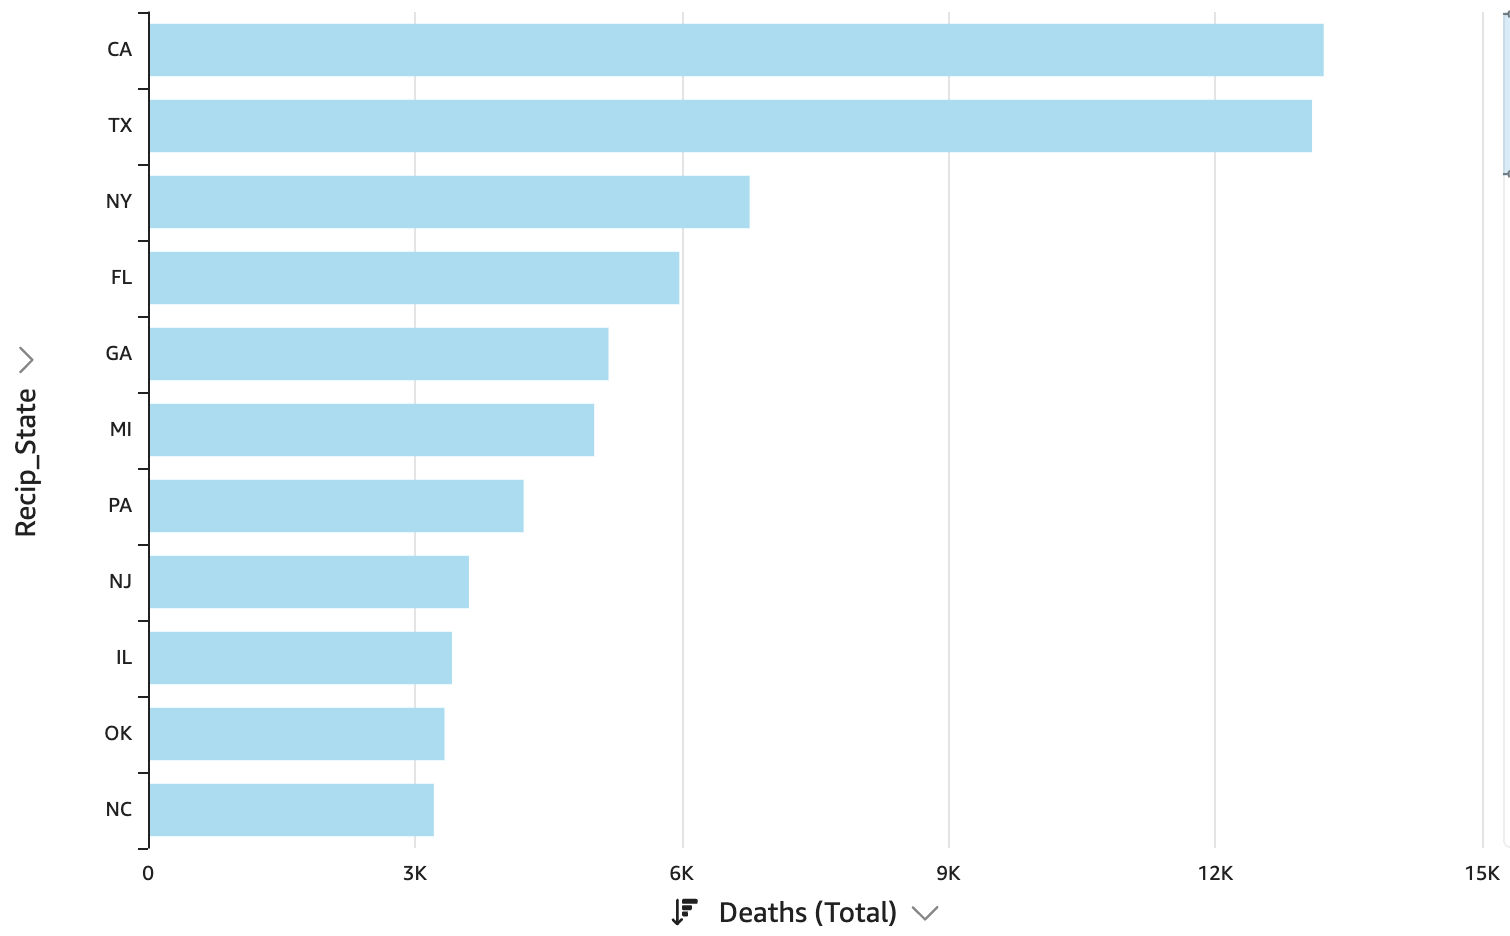 CA
TX
NY
FL
GA
MI
PA
NJ
IL
OK
NC
Recip_State
0 3K 6K 9K 12K 15K
Deaths (Total)